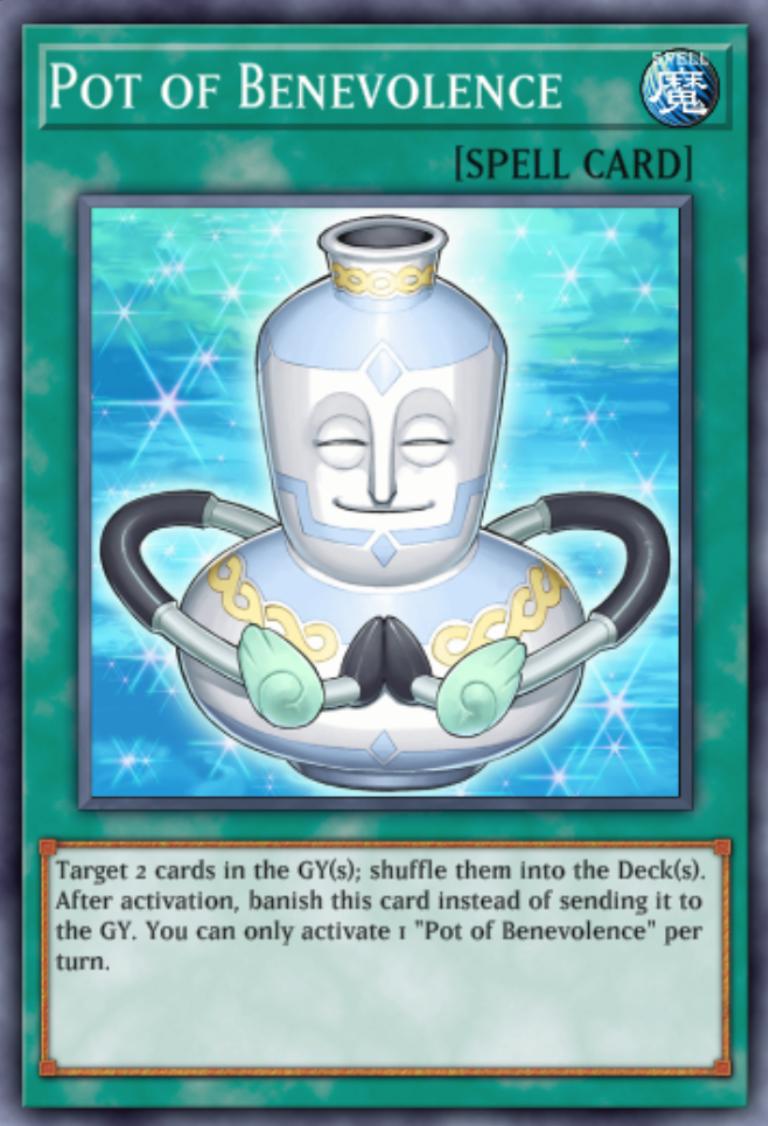 POT OF BENEVOLENCE
SPELL
魔
[SPELL CARD]
Target 2 cards in the GY(s); shuffle them into the Deck(s).
After activation, banish this card instead of sending it to
the GY. You can only activate 1 "Pot of Benevolence" per
turn.